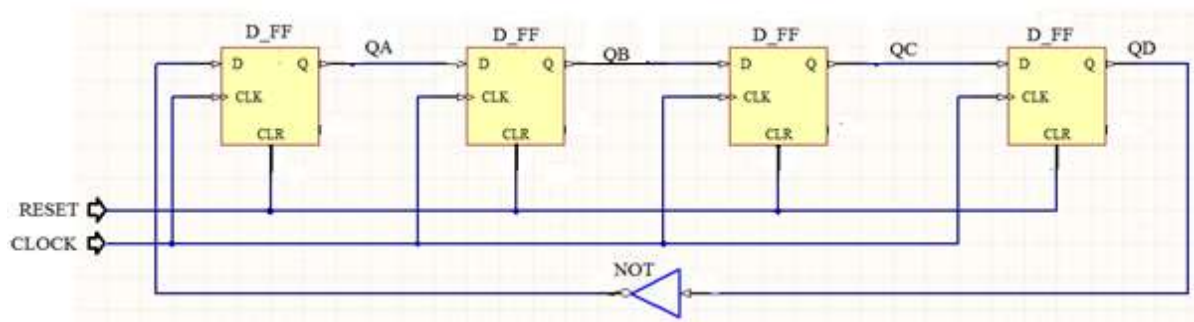 D_FF D_FF D_FF D_FF
QA QB QC QD
D Q D Q D Q D Q
CLK CLK CLK CLK
CLR CLR CLR CLR
RESET
CLOCK
NOT